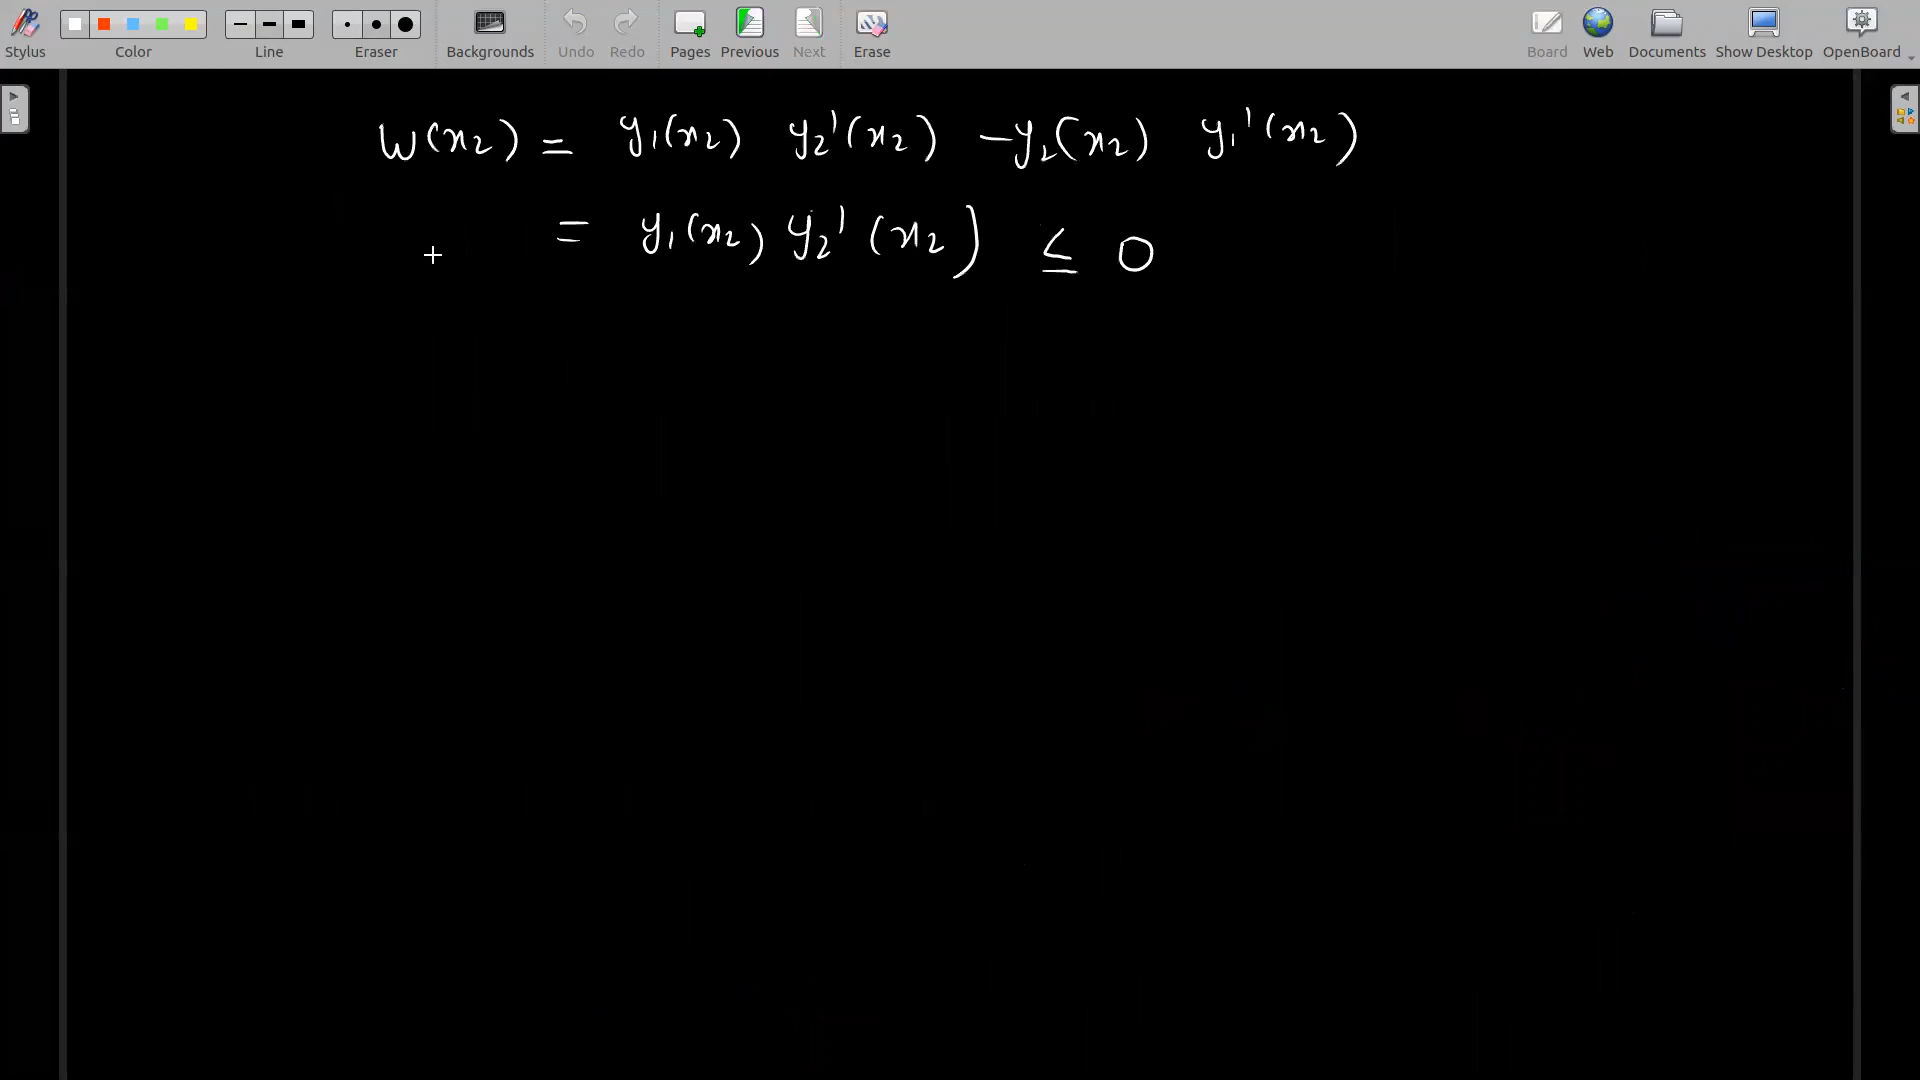 Stylus Color Line Eraser Backgrounds Undo Redo Pages Previous Next Erase Board Web Documents Show Desktop OpenBoard
W(x₂) = y₁(x₂) y₂'(x₂) - y₂(x₂) y₁'(x₂)
= y₁(x₂) y₂'(x₂) ≤ 0